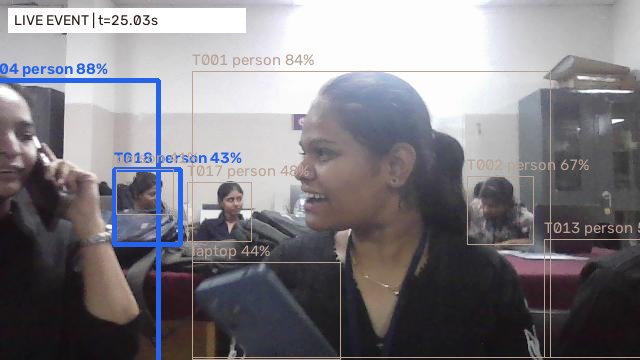 LIVE EVENT | t=25.03s
T001 person 84%
04 person 88%
T018 person 43%
T002 person 67%
T017 person 48%
T013 person 5
laptop 44%